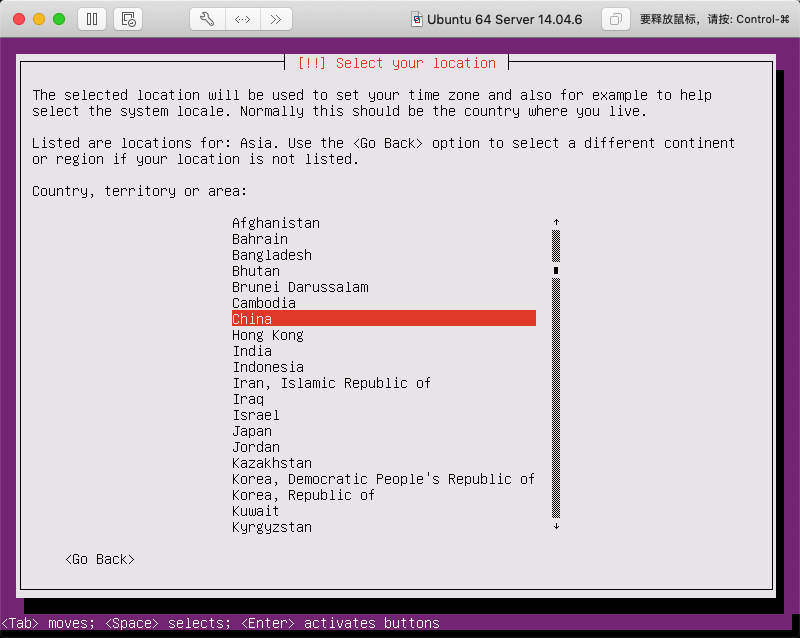 Ubuntu 64 Server 14.04.6
要释放鼠标，请按: Control-⌘
[!!] Select your location
The selected location will be used to set your time zone and also for example to help
select the system locale. Normally this should be the country where you live.
Listed are locations for: Asia. Use the <Go Back> option to select a different continent
or region if your location is not listed.
Country, territory or area:
Afghanistan
Bahrain
Bangladesh
Bhutan
Brunei Darussalam
Cambodia
China
Hong Kong
India
Indonesia
Iran, Islamic Republic of
Iraq
Israel
Japan
Jordan
Kazakhstan
Korea, Democratic People's Republic of
Korea, Republic of
Kuwait
Kyrgyzstan
<Go Back>
<Tab> moves; <Space> selects; <Enter> activates buttons